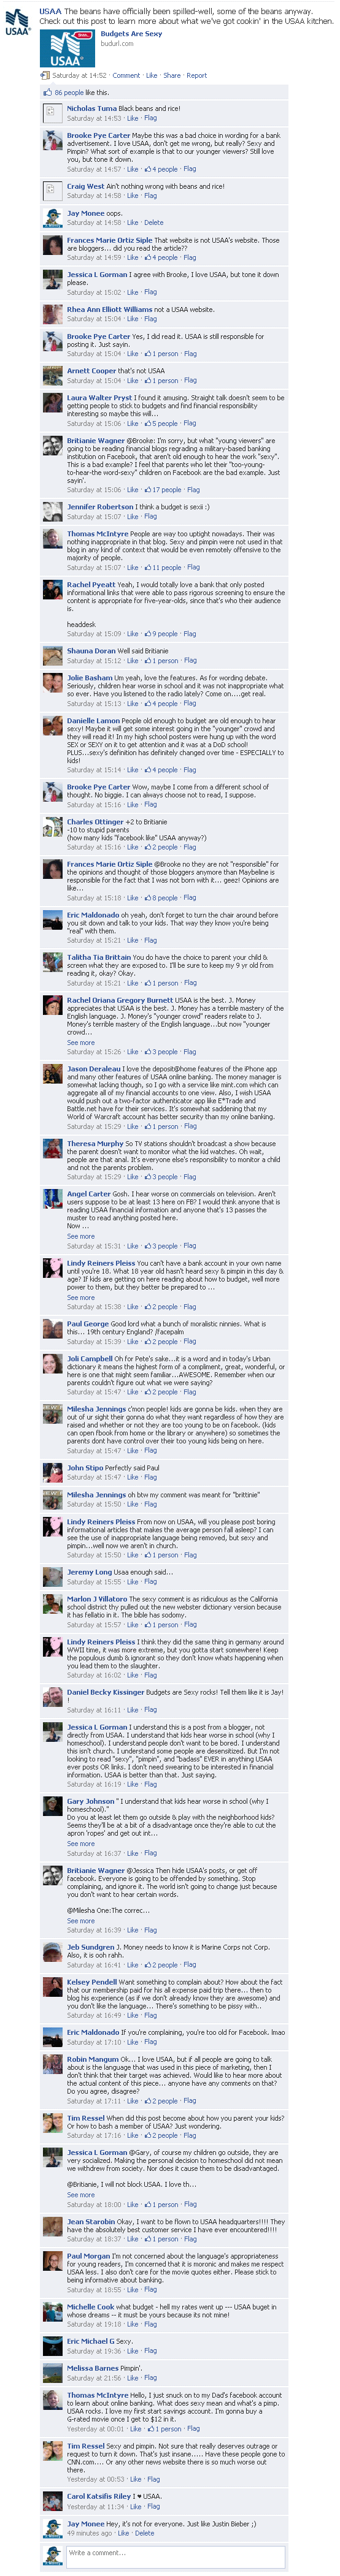 USAA The beans have officially been spilled-well, some of the beans anyway.
Check out this post to learn more about what we've got cookin' in the USAA kitchen.
USAA
Budgets Are Sexy
budurl.com
USAA
Saturday at 14:52 · Comment · Like · Share · Report
86 people like this.
Nicholas Tuma Black beans and rice!
Saturday at 14:53 · Like · Flag
Brooke Pye Carter Maybe this was a bad choice in wording for a bank
advertisement. I love USAA, don't get me wrong, but really? Sexy and
Pimpin? What sort of example is that to our younger viewers? Still love
you, but tone it down.
Saturday at 14:57 · Like · 4 people · Flag
Craig West Ain't nothing wrong with beans and rice!
Saturday at 14:58 · Like · Flag
Jay Monee oops.
Saturday at 14:58 · Like · Delete
Frances Marie Ortiz Siple That website is not USAA's website. Those
are bloggers... did you read the article??
Saturday at 14:59 · Like · 4 people · Flag
Jessica L Gorman I agree with Brooke, I love USAA, but tone it down
please.
Saturday at 15:02 · Like · Flag
Rhea Ann Elliott Williams not a USAA website.
Saturday at 15:04 · Like · Flag
Brooke Pye Carter Yes, I did read it. USAA is still responsible for
posting it. Just sayin.
Saturday at 15:04 · Like · 1 person · Flag
Arnett Cooper that's not USAA
Saturday at 15:04 · Like · 1 person · Flag
Laura Walter Pryst I found it amusing. Straight talk doesn't seem to be
getting people to stick to budgets and find financial responsibility
interesting so maybe this will...
Saturday at 15:06 · Like · 5 people · Flag
Britianie Wagner @Brooke: I'm sorry, but what "young viewers" are
going to be reading financial blogs regrading a military-based banking
institution on Facebook, that aren't old enough to hear the work "sexy".
This is a bad example? I feel that parents who let their "too-young-
to-hear-the-word-sexy" children on Facebook are the bad example. Just
sayin'.
Saturday at 15:06 · Like · 17 people · Flag
Jennifer Robertson I think a budget is sexii :)
Saturday at 15:07 · Like · Flag
Thomas McIntyre People are way too uptight nowadays. There was
nothing inappropriate in that blog. Sexy and pimpin were not used in that
blog in any kind of context that would be even remotely offensive to the
majority of people.
Saturday at 15:07 · Like · 11 people · Flag
Rachel Pyeatt Yeah, I would totally love a bank that only posted
informational links that were able to pass rigorous screening to ensure the
content is appropriate for five-year-olds, since that's who their audience
is.
headdesk
Saturday at 15:09 · Like · 9 people · Flag
Shauna Doran Well said Britianie
Saturday at 15:12 · Like · 1 person · Flag
Jolie Basham Um yeah, love the features. As for wording debate.
Seriously, children hear worse in school and it was not inappropriate what
so ever. Have you listened to the radio lately? C'man on....get real.
Saturday at 15:13 · Like · 4 people · Flag
Danielle Lamon People old enough to budget are old enough to hear
sexy! Maybe it will get some interest going in the "younger" crowd and
they will read it! In my high school posters were hung up with the word
SEX or SEXY on it to get attention and it was at a DoD school!
PLUS...sexy's definition has definitely changed over time - ESPECIALLY to
kids!
Saturday at 15:14 · Like · 4 people · Flag
Brooke Pye Carter Wow, maybe I come from a different school of
thought. No biggie. I can always choose not to read, I suppose.
Saturday at 15:16 · Like · Flag
Charles Ottinger +2 to Britianie
-10 to stupid parents
(how many kids "Facebook like" USAA anyway?)
Saturday at 15:16 · Like · 2 people · Flag
Frances Marie Ortiz Siple @Brooke no they are not "responsible" for
the opinions and thought of those bloggers anymore than Maybeline is
responsible for the fact that I was not born with it... geez! Opinions are
like...
Saturday at 15:18 · Like · 8 people · Flag
Eric Maldonado oh yeah, don't forget to turn the chair around before
you sit down and talk to your kids. That way they know you're being
"real" with them.
Saturday at 15:21 · Like · Flag
Talitha Tia Brittain You do have the choice to parent your child &
screen what they are exposed to. I'll be sure to keep my 9 yr old from
reading it, okay? Okay.
Saturday at 15:21 · Like · 1 person · Flag
Rachel Oriana Gregory Burnett USAA is the best. J. Money
appreciates that USAA is the best. J. Money has a terrible mastery of the
English language. J. Money's "younger crowd" readers relate to J.
Money's terrible mastery of the English language...but now "younger
crowd...
See more
Saturday at 15:26 · Like · 3 people · Flag
Jason Deraleau I love the deposit@home features of the iPhone app
and many other features of USAA online banking. The money manager is
somewhat limited though, so I go with something like mint.com which can
aggregate all of my financial accounts to one view. Also, I wish USAA
would push out a two-factor authenticator app like the E*Trade and
Battle.net have for their services. It's somewhat saddening that my
World of Warcraft account has better security than my bank account.
Saturday at 15:29 · Like · 1 person · Flag
Theresa Murphy So TV stations shouldn't broadcast a show because
the parent doesn't want to monitor what the kid watches. Oh wait,
people are that anal. It's everyone else's responsibility to monitor a child
and not the parents problem.
Saturday at 15:29 · Like · 3 people · Flag
Angel Carter Gosh. I hear worse on commercials on television. Aren't
users suppose to be at least 13 here on FB? I would think anyone that is
reading USAA financial information and anyone that's 13 passes the
muster to read anything posted here.
Now ...
See more
Saturday at 15:31 · Like · 3 people · Flag
Lindy Reiners Pleiss You can't have a bank account in your own name
until you're 18. What 18 year old hasn't heard sexy & pimpin in this day &
age? If kids are getting on here reading about how to budget, well more
power to them, but they better be prepared to ...
See more
Saturday at 15:38 · Like · 2 people · Flag
Paul George Good lord what a bunch of moralistic ninnies. What is
this... 19th century England? /facepalm
Saturday at 15:39 · Like · 2 people · Flag
Joli Campbell Oh for Pete's sake...it is a word and in today's Urban
dictionary it means the highest form of a compliment, great, wonderful, or
here is one that might seem familiar...AWESOME. Remember when our
parents couldn't figure out what we were saying?
Saturday at 15:47 · Like · 2 people · Flag
Milesha Jennings c'mon people! kids are gonna be kids. when they are
out of ur sight their gonna do what they want regardless of how they are
raised and whether or not they are too young to be on facebook. (kids
can open fbook from home or the library or anywhere) so sometimes the
parents dont have control over their too young kids being on here.
Saturday at 15:47 · Like · Flag
John Stipo Perfectly said Paul
Saturday at 15:47 · Like · Flag
Milesha Jennings oh btw my comment was meant for "brittinie"
Saturday at 15:50 · Like · Flag
Lindy Reiners Pleiss From now on USAA, will you please post boring
informational articles that makes the average person fall asleep? I can
see the use of inappropriate language being removed, but sexy and
pimpin...well now we aren't in church.
Saturday at 15:50 · Like · 1 person · Flag
Jeremy Long Usaa enough said...
Saturday at 15:55 · Like · Flag
Marlon J Villatoro The sexy comment is as ridiculous as the California
school district thy pulled out the new webster dictionary version because
it has fellatio in it. The bible has sodomy.
Saturday at 15:57 · Like · 1 person · Flag
Lindy Reiners Pleiss I think they did the same thing in germany around
WWII time, it was more extreme, but you gotta start somewhere! Keep
the populous dumb & ignorant so they don't know whats happening when
you lead them to the slaughter.
Saturday at 16:02 · Like · Flag
Daniel Becky Kissinger Budgets are Sexy rocks! Tell them like it is Jay!
!
Saturday at 16:11 · Like · Flag
Jessica L Gorman I understand this is a post from a blogger, not
directly from USAA. I understand that kids hear worse in school (why I
homeschool). I understand people don't want to be bored. I understand
this isn't church. I understand some people are desensitized. But I'm not
looking to read "sexy", "pimpin", and "badass" EVER in anything USAA
ever posts OR links. I don't need swearing to be interested in financial
information. USAA is better than that. Just saying.
Saturday at 16:19 · Like · Flag
Gary Johnson " I understand that kids hear worse in school (why I
homeschool)."
Do you at least let them go outside & play with the neighborhood kids?
Seems they'll be at a bit of a disadvantage once they're able to cut the
apron 'ropes' and get out int...
See more
Saturday at 16:37 · Like · Flag
Britianie Wagner @Jessica Then hide USAA's posts, or get off
facebook. Everyone is going to be offended by something. Stop
complaining, and ignore it. The world isn't going to change just because
you don't want to hear certain words.
@Milesha One:The correc...
See more
Saturday at 16:39 · Like · Flag
Jeb Sundgren J. Money needs to know it is Marine Corps not Corp.
Also, it is ooh rahh.
Saturday at 16:41 · Like · 2 people · Flag
Kelsey Pendell Want something to complain about? How about the fact
that our membership paid for his all expense paid trip there... then to
blog his experience (as if we don't already know they are awesome) and
you don't like the language... There's something to be pissy with..
Saturday at 16:49 · Like · Flag
Eric Maldonado If you're complaining, you're too old for Facebook. lmao
Saturday at 17:10 · Like · Flag
Robin Mangum Ok... I love USAA, but if all people are going to talk
about is the language that was used in this piece of marketing, then I
don't think that their target was achieved. Would like to hear more about
the actual content of this piece... anyone have any comments on that?
Do you agree, disagree?
Saturday at 17:11 · Like · 2 people · Flag
Tim Ressel When did this post become about how you parent your kids?
Or how to bash a member of USAA? Just wondering.
Saturday at 17:16 · Like · 2 people · Flag
Jessica L Gorman @Gary, of course my children go outside, they are
very socialized. Making the personal decision to homeschool did not mean
we withdrew from society. Nor does it cause them to be disadvantaged.
@Britianie, I will not block USAA. I love th...
See more
Saturday at 18:00 · Like · 1 person · Flag
Jean Starobin Okay, I want to be flown to USAA headquarters!!!! They
have the absolutely best customer service I have ever encountered!!!!
Saturday at 18:37 · Like · 1 person · Flag
Paul Morgan I'm not concerned about the language's appropriateness
for young readers, I'm concerned that it is moronic and makes me respect
USAA less. I also don't care for the movie quotes either. Please stick to
being informative about banking.
Saturday at 18:55 · Like · Flag
Michelle Cook what budget - hell my rates went up --- USAA buget in
whose dreams -- it must be yours because its not mine!
Saturday at 19:18 · Like · Flag
Eric Michael G Sexy.
Saturday at 19:36 · Like · Flag
Melissa Barnes Pimpin'.
Saturday at 21:56 · Like · Flag
Thomas McIntyre Hello, I just snuck on to my Dad's Facebook account
to learn about online banking. What does sexy mean and what's a pimp.
USAA rocks. I love my first savings account. I'm gonna buy a
G-rated movie once I get to $12 in it.
Yesterday at 00:01 · Like · 1 person · Flag
Tim Ressel Sexy and pimpin. Not sure that really deserves outrage or
request to turn it down. That's just insane..... Have these people gone to
CNN.com.... Or any other news website there is so much worse out
there.
Yesterday at 00:53 · Like · Flag
Carol Katsifis Riley I ♥ USAA.
Yesterday at 11:34 · Like · Flag
Jay Monee Hey, it's not for everyone. Just like Justin Bieber ;)
49 minutes ago · Like · Delete
Write a comment...